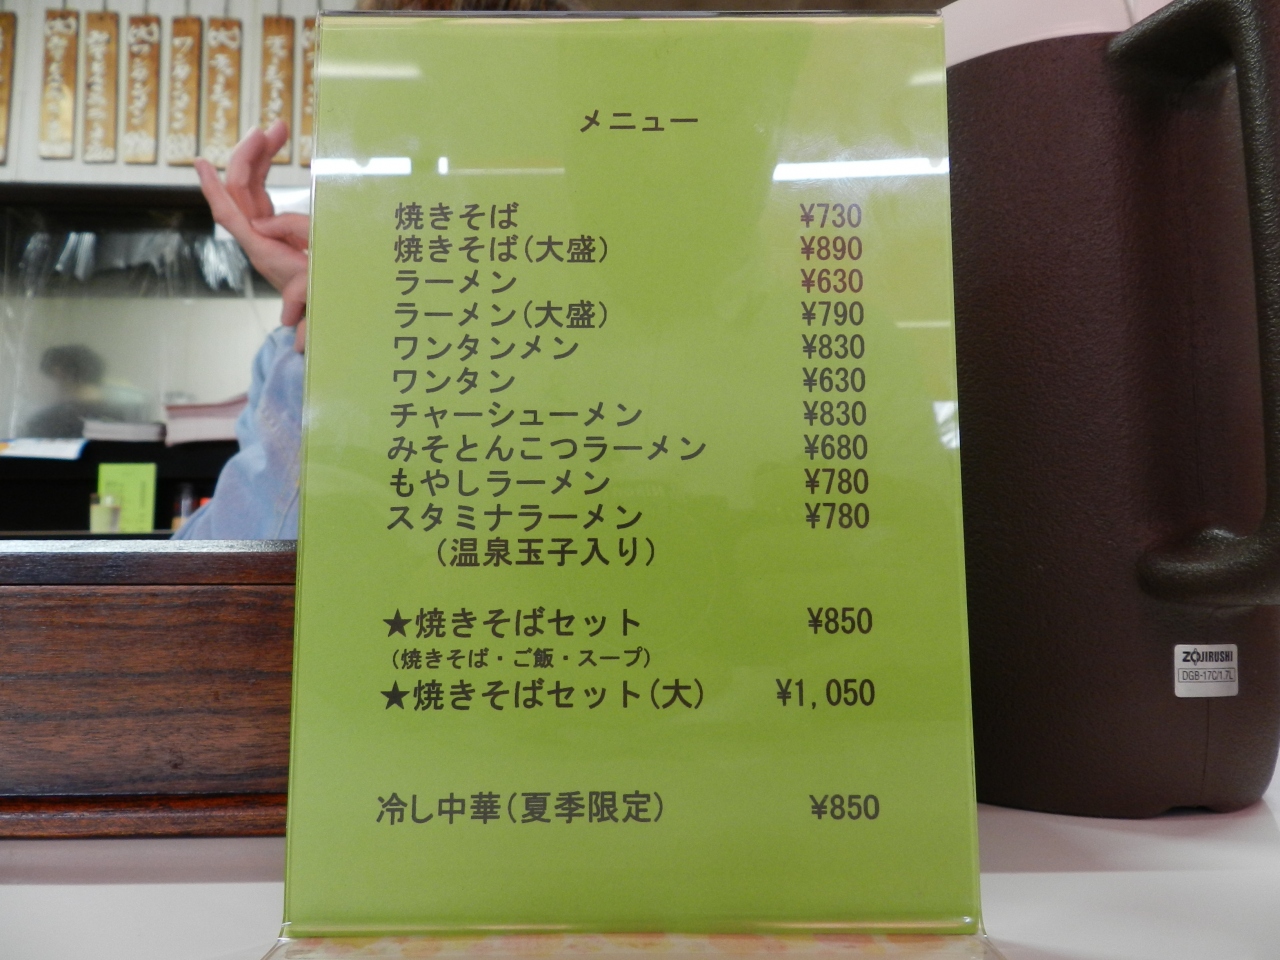 メニュー
焼きそば ¥730
焼きそば(大盛) ¥890
ラーメン ¥630
ラーメン(大盛) ¥790
ワンタンメン ¥830
ワンタン ¥630
チャーシューメン ¥830
みそとんこつラーメン ¥680
もやしラーメン ¥780
スタミナラーメン ¥780
(温泉玉子入り)
★焼きそばセット ¥850
(焼きそば・ご飯・スープ)
★焼きそばセット(大) ¥1,050
冷し中華(夏季限定) ¥850
ZOJIRUSHI
DGB-17C/1.7L